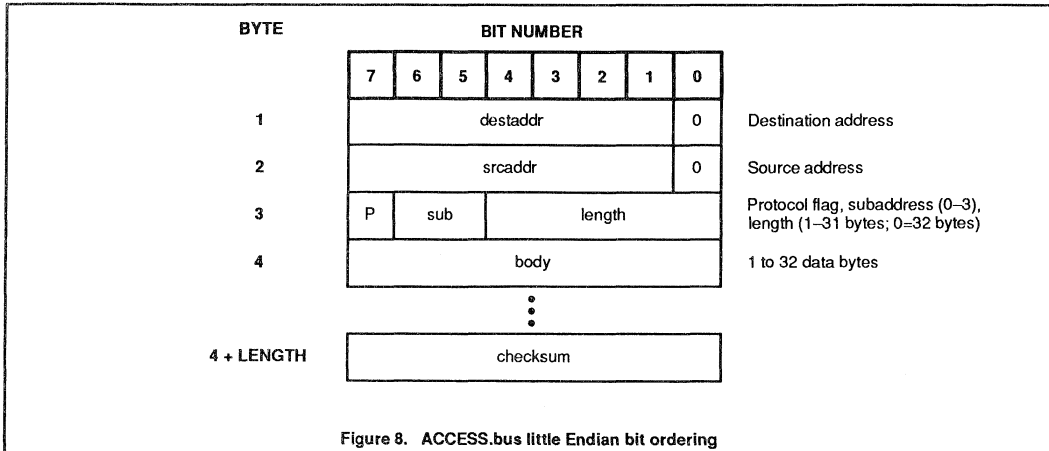 BYTE BIT NUMBER
7 6 5 4 3 2 1 0
1 destaddr 0 Destination address
2 srcaddr 0 Source address
3 P sub length Protocol flag, subaddress (0–3),
length (1–31 bytes; 0=32 bytes)
4 body 1 to 32 data bytes
4 + LENGTH checksum
Figure 8. ACCESS.bus little Endian bit ordering